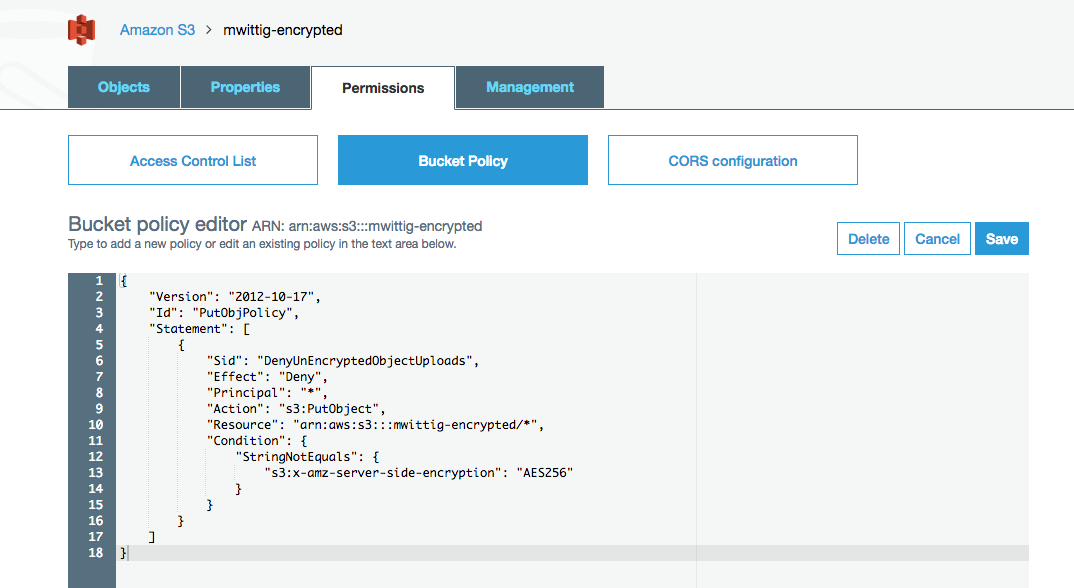 Amazon S3 > mwittig-encrypted
Objects Properties Permissions Management
Access Control List Bucket Policy CORS configuration
Bucket policy editor ARN: arn:aws:s3:::mwittig-encrypted
Type to add a new policy or edit an existing policy in the text area below.
Delete Cancel Save
1 {
2 "Version": "2012-10-17",
3 "Id": "PutObjPolicy",
4 "Statement": [
5 {
6 "Sid": "DenyUnEncryptedObjectUploads",
7 "Effect": "Deny",
8 "Principal": "*",
9 "Action": "s3:PutObject",
10 "Resource": "arn:aws:s3:::mwittig-encrypted/*",
11 "Condition": {
12 "StringNotEquals": {
13 "s3:x-amz-server-side-encryption": "AES256"
14 }
15 }
16 }
17 ]
18 }